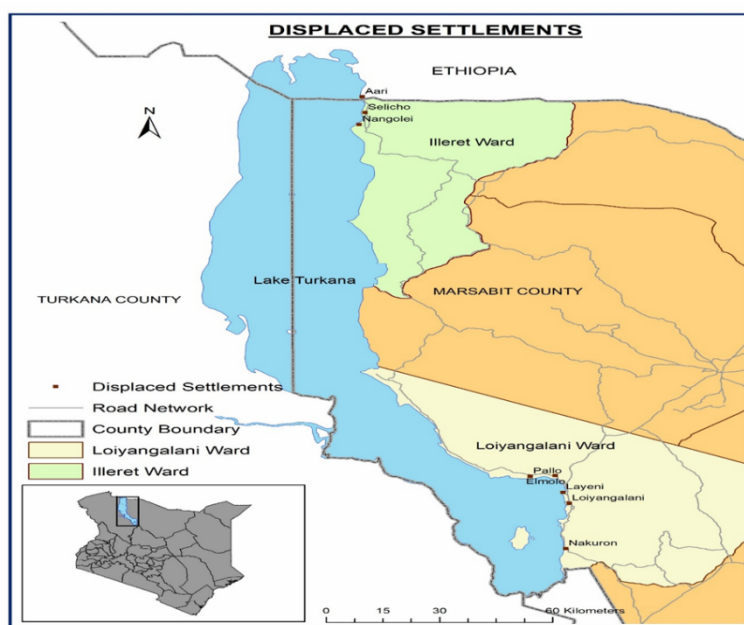 DISPLACED SETTLEMENTS
ETHIOPIA
Aari
N
Selicho
Nangolei
Illeret Ward
Lake Turkana
TURKANA COUNTY
MARSABIT COUNTY
Displaced Settlements
Road Network
County Boundary
Loiyangalani Ward
Illeret Ward
Loiyangalani Ward
Pallo
Elmolo
Layeni
Loiyangalani
Nakuron
0 15 30 60 Kilometers